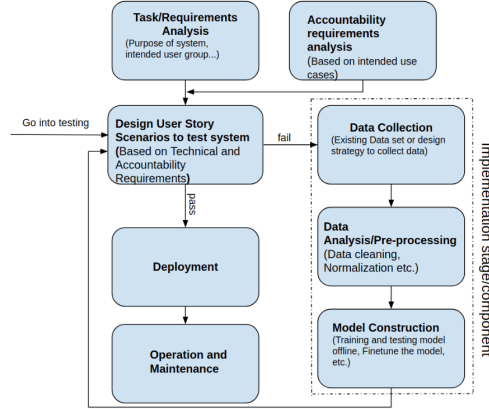 Task/Requirements
Analysis
(Purpose of system,
intended user group...)
Accountability
requirements
analysis
(Based on intended use
cases)
Go into testing
Design User Story
Scenarios to test system
(Based on Technical and
Accountability
Requirements)
fail
Data Collection
(Existing Data set or design
strategy to collect data)
pass
Data
Analysis/Pre-processing
(Data cleaning,
Normalization etc.)
Implementation stage/component
Deployment
Model Construction
(Training and testing model
offline, Finetune the model,
etc.)
Operation and
Maintenance